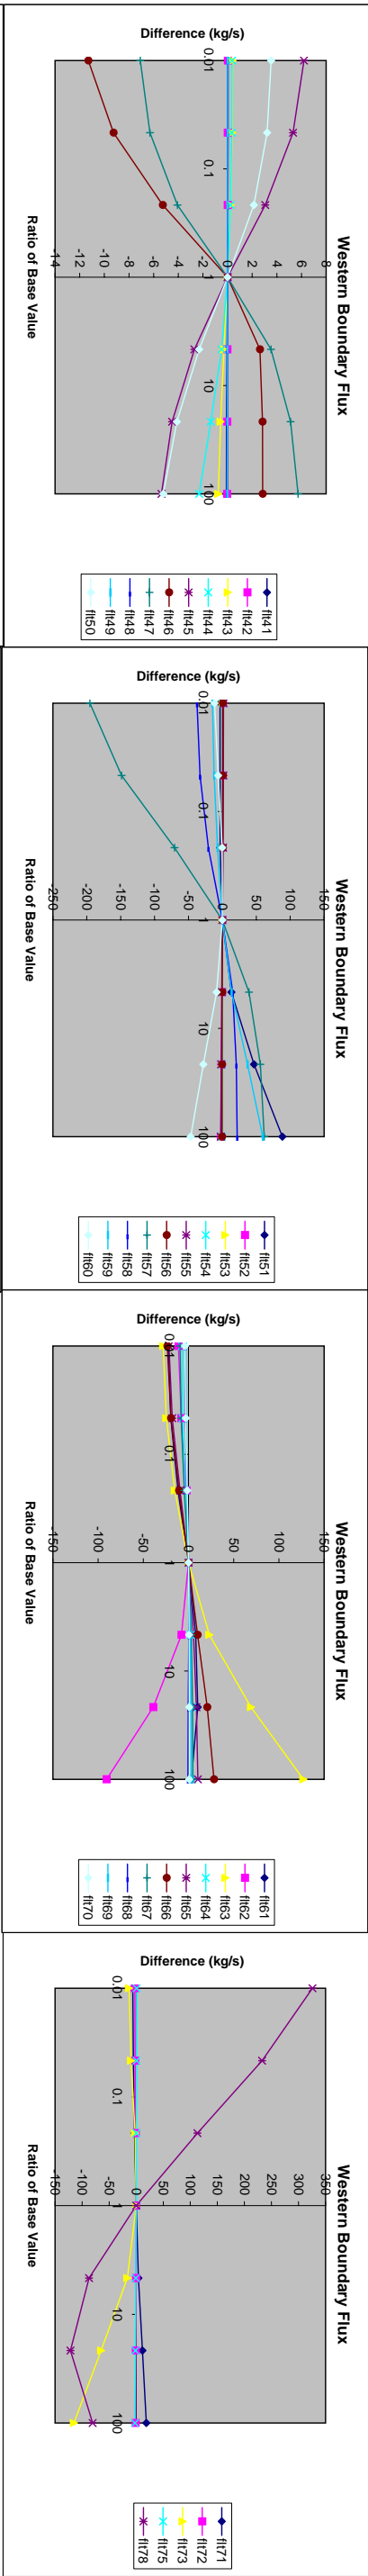 Western Boundary Flux
Difference (kg/s)
8
6
4
2
0
-2
-4
-6
-8
-10
-12
-14
0.01
0.1
1
10
100
Ratio of Base Value
flt41
flt42
flt43
flt44
flt45
flt46
flt47
flt48
flt49
flt50
Western Boundary Flux
Difference (kg/s)
150
100
50
0
-50
-100
-150
-200
-250
0.01
0.1
1
10
100
Ratio of Base Value
flt51
flt52
flt53
flt54
flt55
flt56
flt57
flt58
flt59
flt60
Western Boundary Flux
Difference (kg/s)
150
100
50
0
-50
-100
-150
0.01
0.1
1
10
100
Ratio of Base Value
flt61
flt62
flt63
flt64
flt65
flt66
flt67
flt68
flt69
flt70
Western Boundary Flux
Difference (kg/s)
350
300
250
200
150
100
50
0
-50
-100
-150
0.01
0.1
1
10
100
Ratio of Base Value
flt71
flt72
flt73
flt75
flt78